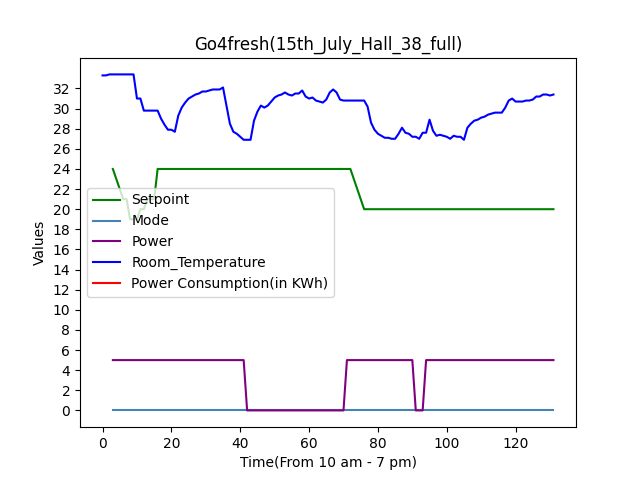 Go4fresh(15th_July_Hall_38_full)
32
30
28
26
24
22
20
18
16
14
12
10
8
6
4
2
0
Values
Setpoint
Mode
Power
Room_Temperature
Power Consumption(in KWh)
0 20 40 60 80 100 120
Time(From 10 am - 7 pm)